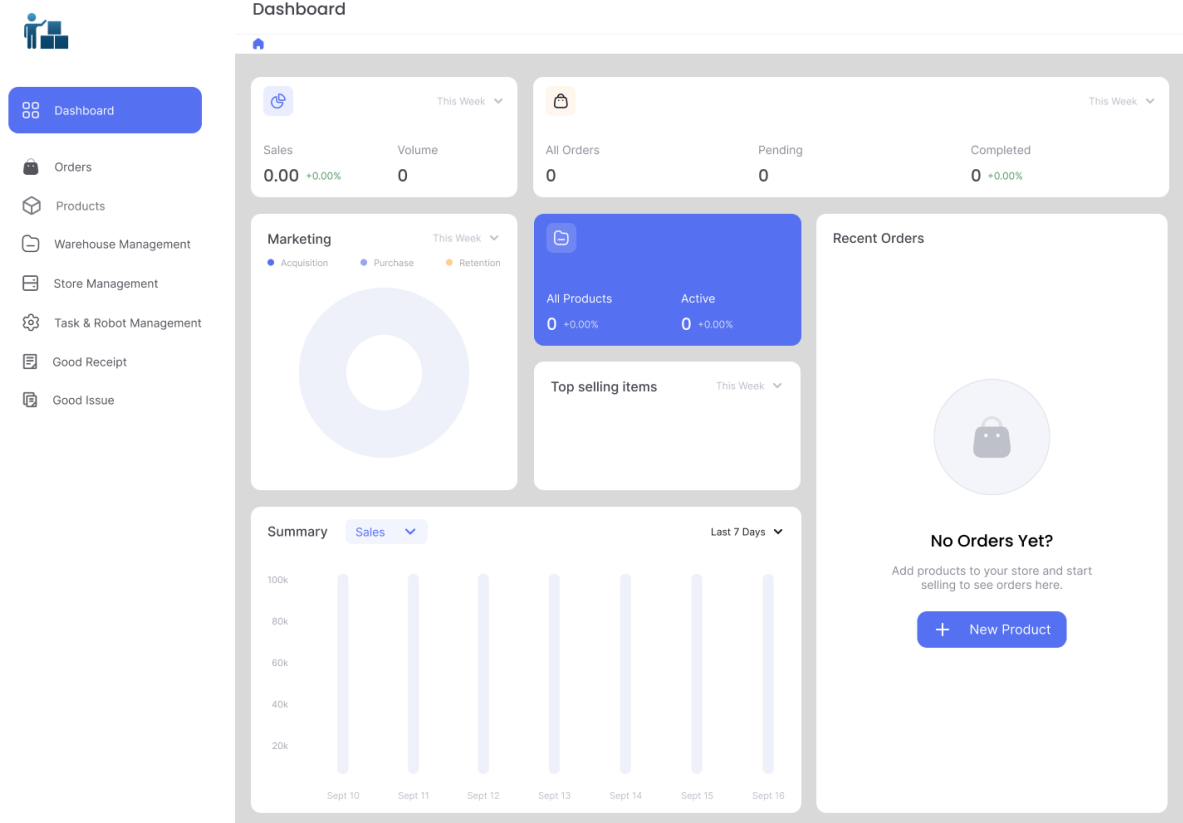 Dashboard
Dashboard
Orders
Products
Warehouse Management
Store Management
Task & Robot Management
Good Receipt
Good Issue
This Week
Sales
Volume
0.00 +0.00%
0
This Week
All Orders
Pending
Completed
0
0
0 +0.00%
Marketing
This Week
Acquisition
Purchase
Retention
All Products
Active
0 +0.00%
0 +0.00%
Top selling items
This Week
Recent Orders
No Orders Yet?
Add products to your store and start
selling to see orders here.
+ New Product
Summary
Sales
Last 7 Days
100k
80k
60k
40k
20k
Sept 10
Sept 11
Sept 12
Sept 13
Sept 14
Sept 15
Sept 16